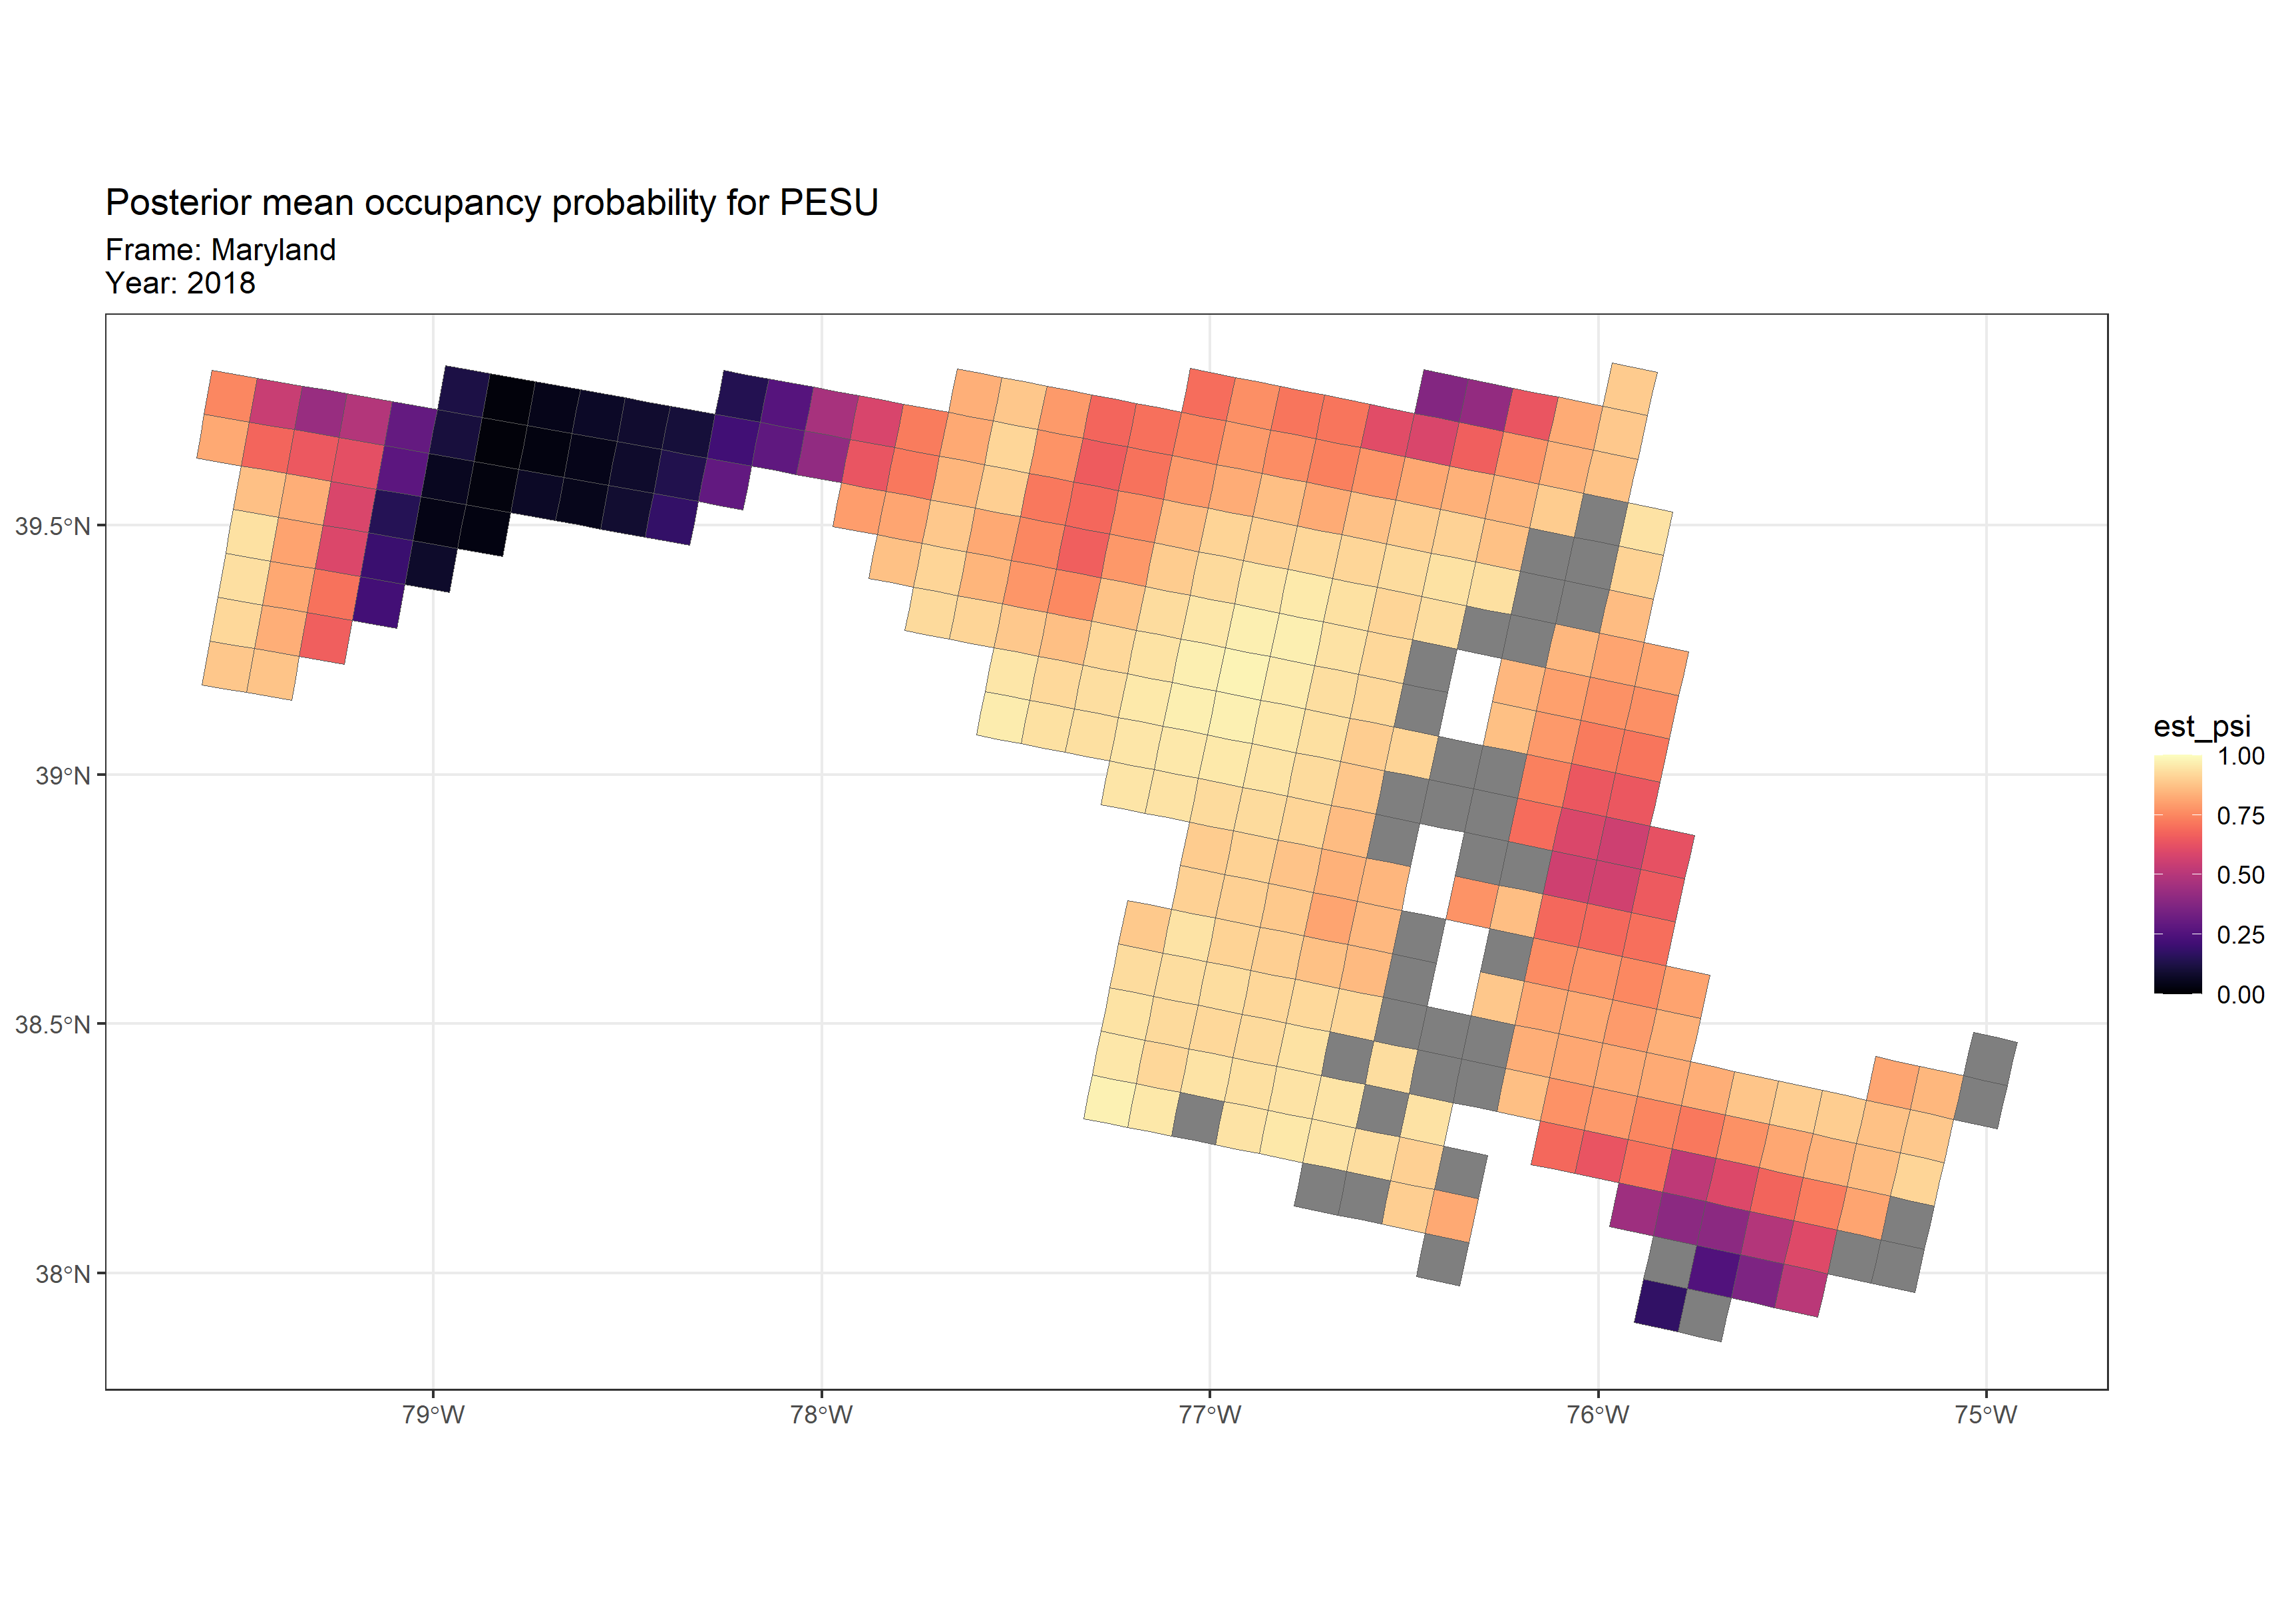 Posterior mean occupancy probability for PESU
Frame: Maryland
Year: 2018
39.5°N
39°N
38.5°N
38°N
79°W
78°W
77°W
76°W
75°W
est_psi
1.00
0.75
0.50
0.25
0.00